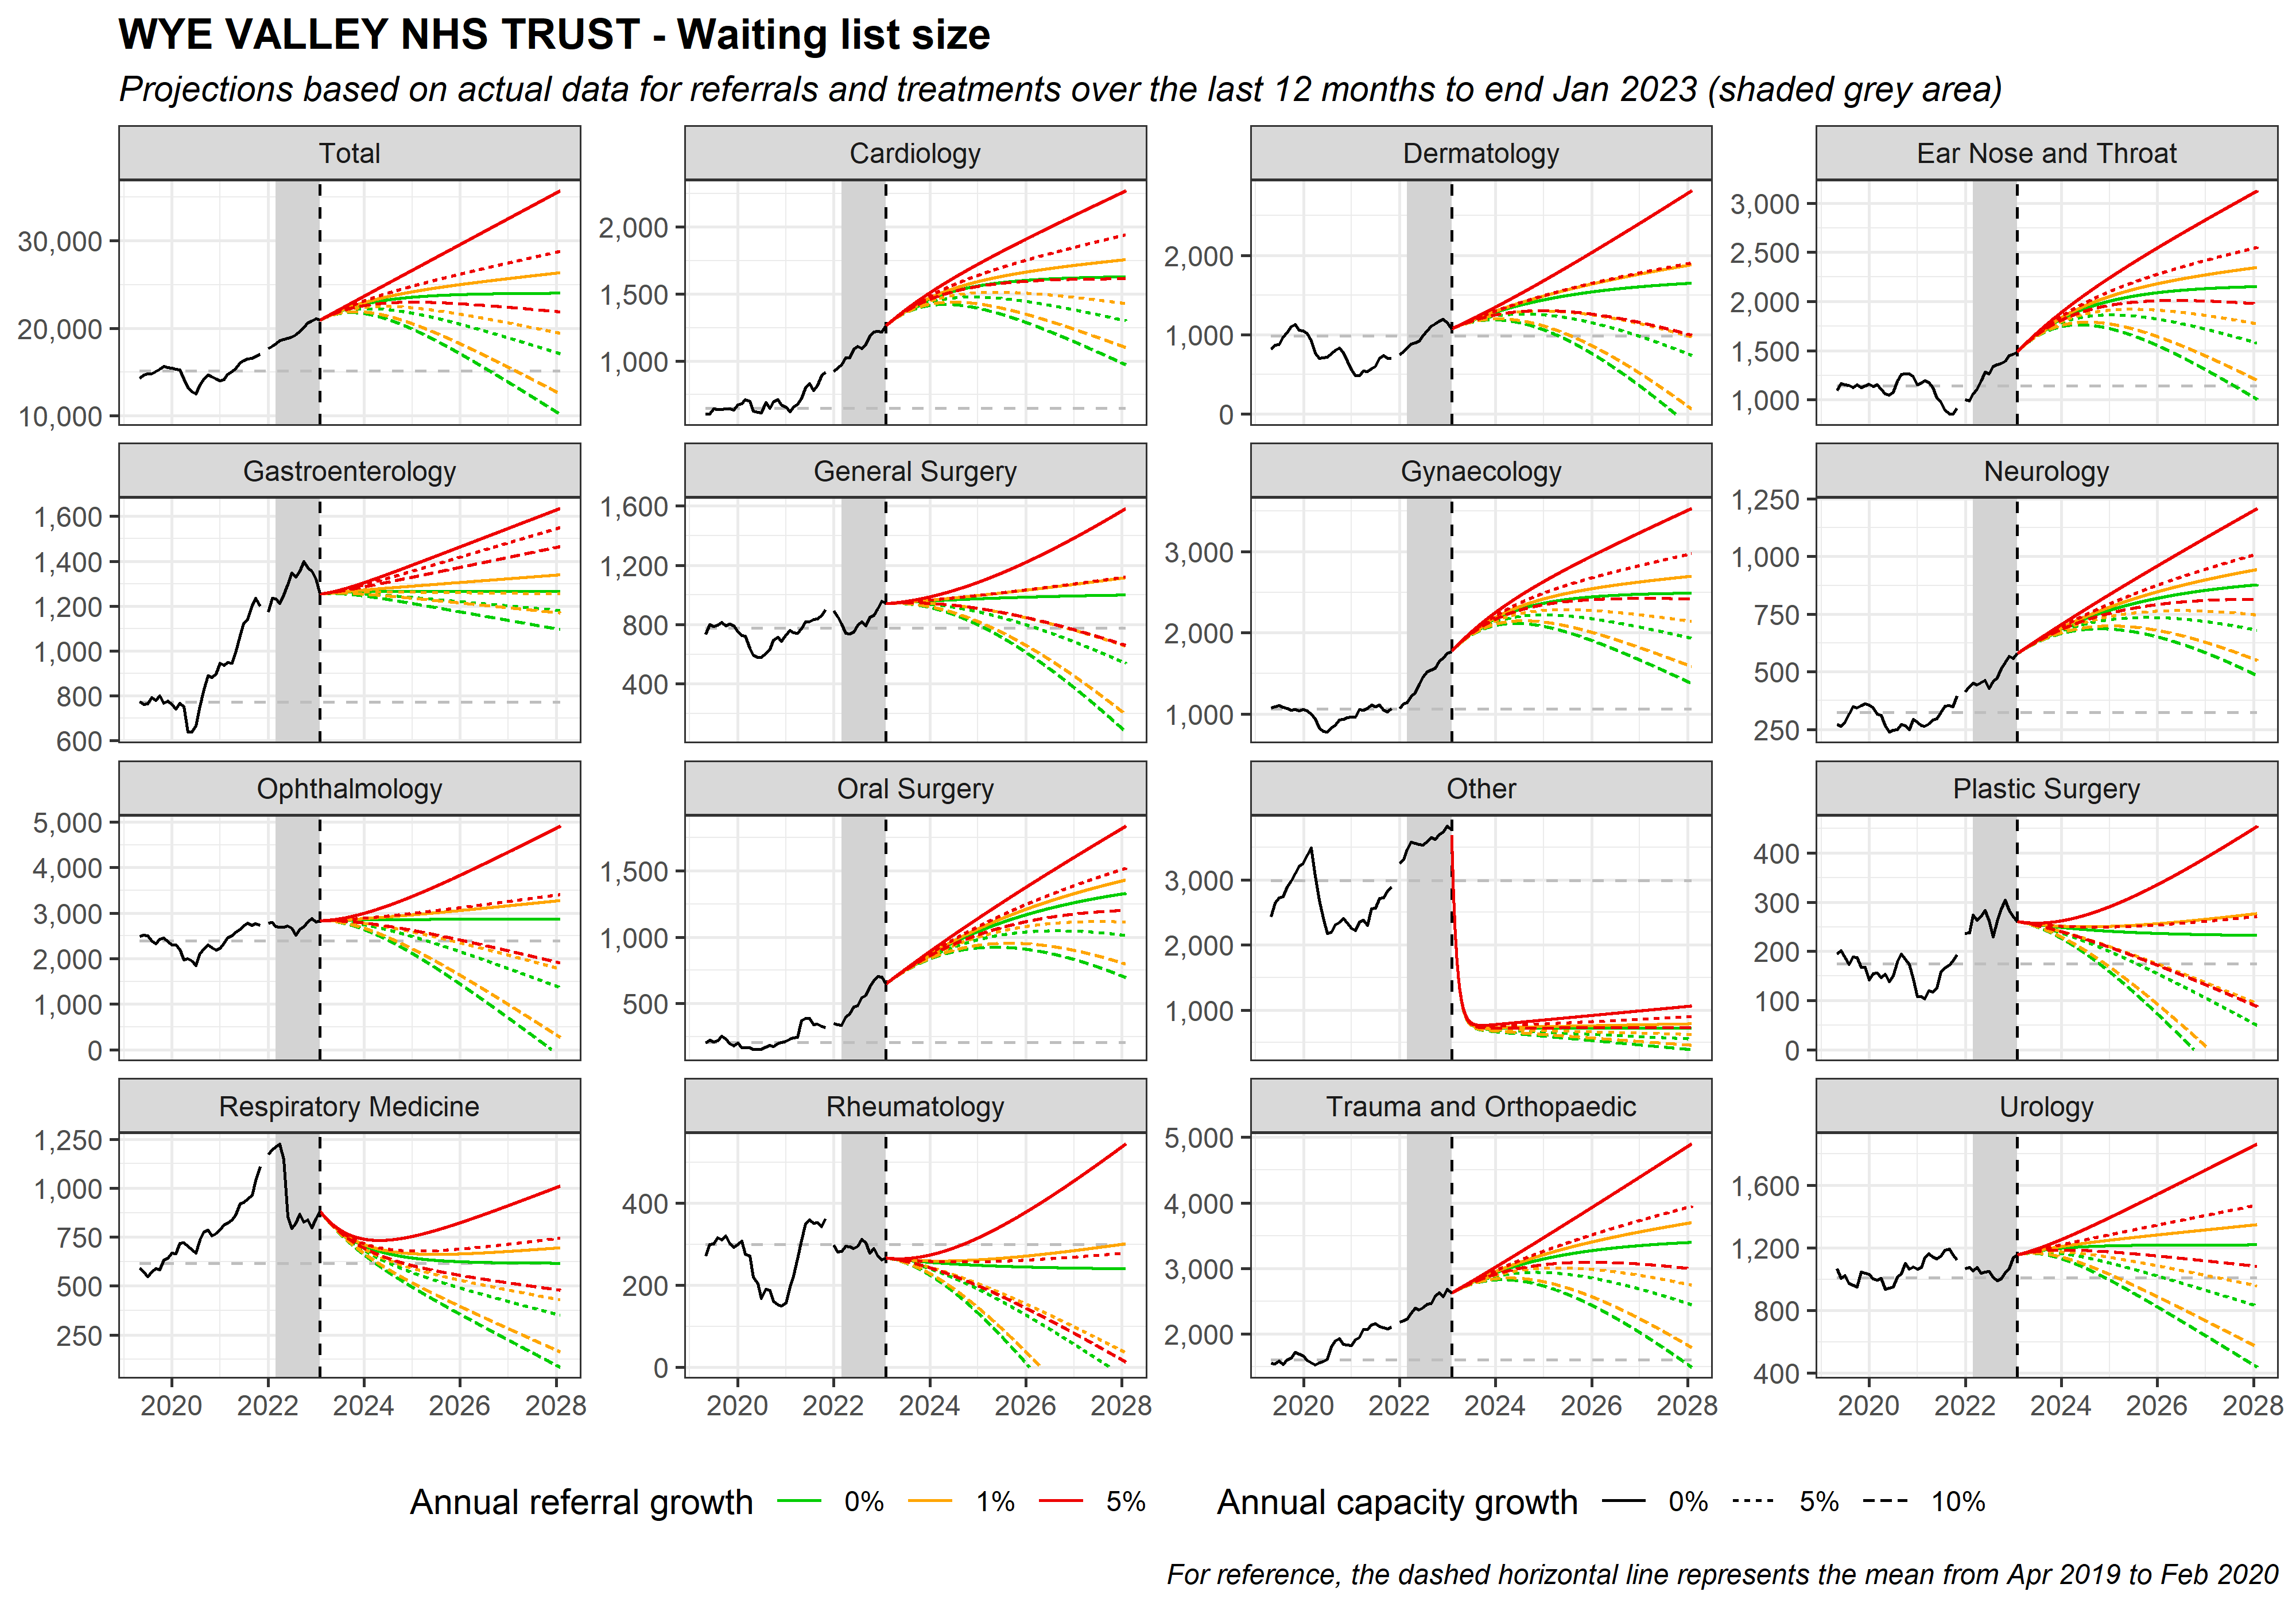 WYE VALLEY NHS TRUST - Waiting list size
Projections based on actual data for referrals and treatments over the last 12 months to end Jan 2023 (shaded grey area)
Total
Cardiology
Dermatology
Ear Nose and Throat
30,000
20,000
10,000
2,000
1,500
1,000
2,000
1,000
0
3,000
2,500
2,000
1,500
1,000
Gastroenterology
General Surgery
Gynaecology
Neurology
1,600
1,400
1,200
1,000
800
600
1,600
1,200
800
400
3,000
2,000
1,000
1,250
1,000
750
500
250
Ophthalmology
Oral Surgery
Other
Plastic Surgery
5,000
4,000
3,000
2,000
1,000
0
1,500
1,000
500
3,000
2,000
1,000
400
300
200
100
0
Respiratory Medicine
Rheumatology
Trauma and Orthopaedic
Urology
1,250
1,000
750
500
250
400
200
0
5,000
4,000
3,000
2,000
1,600
1,200
800
400
2020 2022 2024 2026 2028
2020 2022 2024 2026 2028
2020 2022 2024 2026 2028
2020 2022 2024 2026 2028
Annual referral growth 0% 1% 5%
Annual capacity growth 0% 5% 10%
For reference, the dashed horizontal line represents the mean from Apr 2019 to Feb 2020